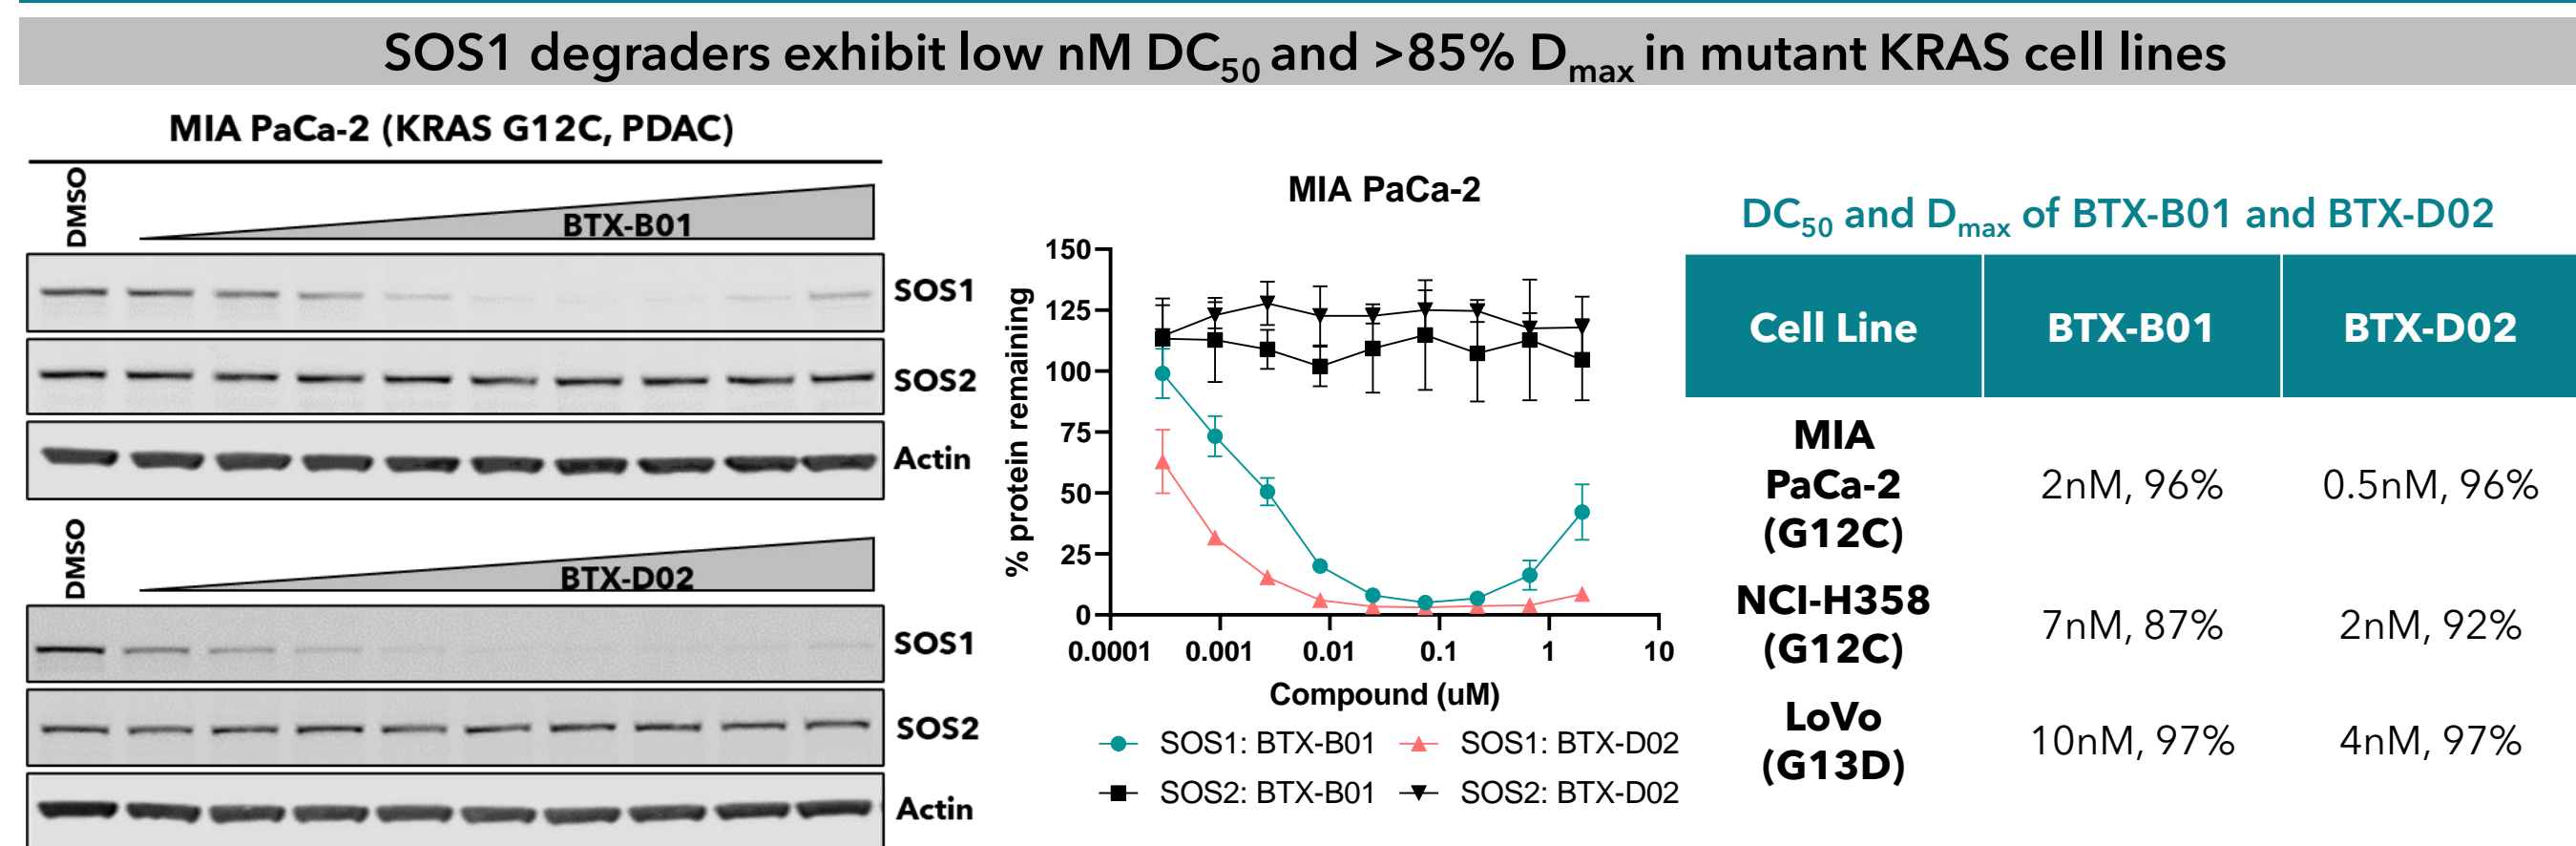 SOS1 degraders exhibit low nM DC50 and >85% Dmax in mutant KRAS cell lines
MIA PaCa-2 (KRAS G12C, PDAC)
DMSO
BTX-B01
SOS1
SOS2
Actin
DMSO
BTX-D02
SOS1
SOS2
Actin
MIA PaCa-2
% protein remaining
150
125
100
75
50
25
0
0.0001 0.001 0.01 0.1 1 10
Compound (uM)
SOS1: BTX-B01 SOS1: BTX-D02
SOS2: BTX-B01 SOS2: BTX-D02
DC50 and Dmax of BTX-B01 and BTX-D02
Cell Line BTX-B01 BTX-D02
MIA
PaCa-2 2nM, 96% 0.5nM, 96%
(G12C)
NCI-H358
(G12C) 7nM, 87% 2nM, 92%
LoVo
(G13D) 10nM, 97% 4nM, 97%